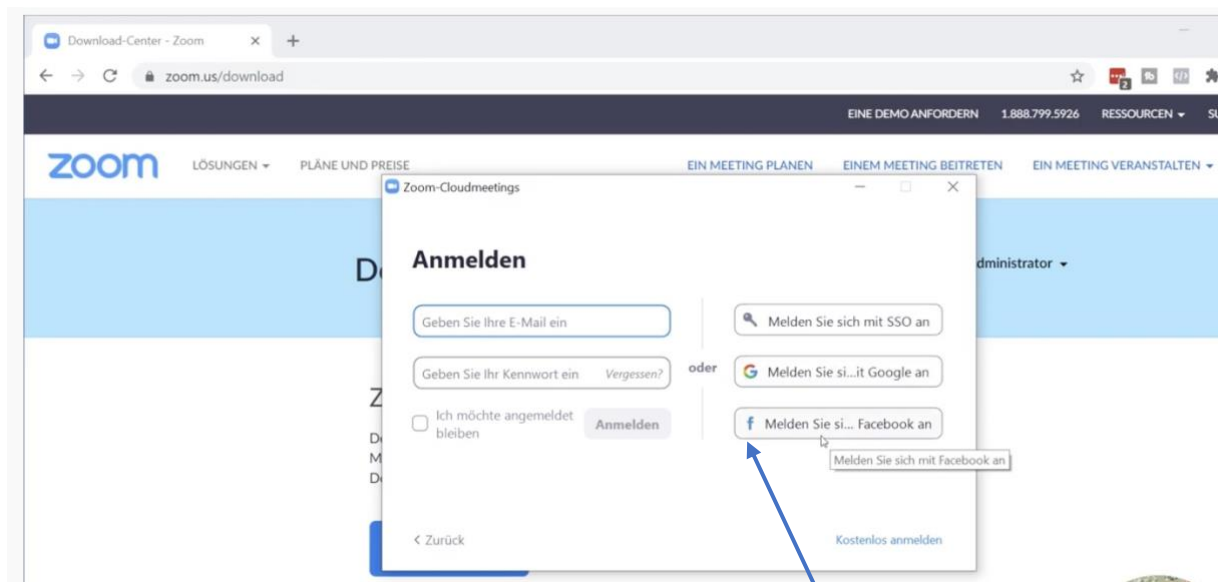 Download-Center - Zoom
zoom.us/download
2
EINE DEMO ANFORDERN 1.888.799.5926 RESSOURCEN
zoom LÖSUNGEN PLÄNE UND PREISE EIN MEETING PLANEN EINEM MEETING BEITRETEN EIN MEETING VERANSTALTEN
Zoom-Cloudmeetings
Anmelden
Geben Sie Ihre E-Mail ein
Geben Sie Ihr Kennwort ein Vergessen?
Ich möchte angemeldet
bleiben
Anmelden
oder
Melden Sie sich mit SSO an
Melden Sie si...it Google an
Melden Sie si... Facebook an
Melden Sie sich mit Facebook an
< Zurück
Kostenlos anmelden